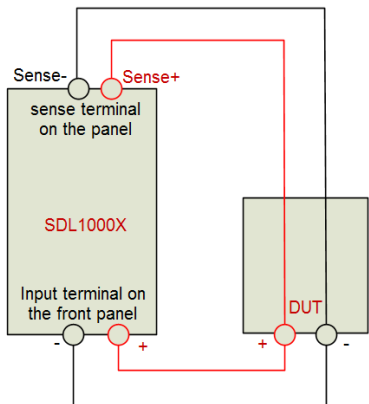 Sense-
Sense+
sense terminal
on the panel
SDL1000X
Input terminal on
the front panel
DUT
-
+
+
-